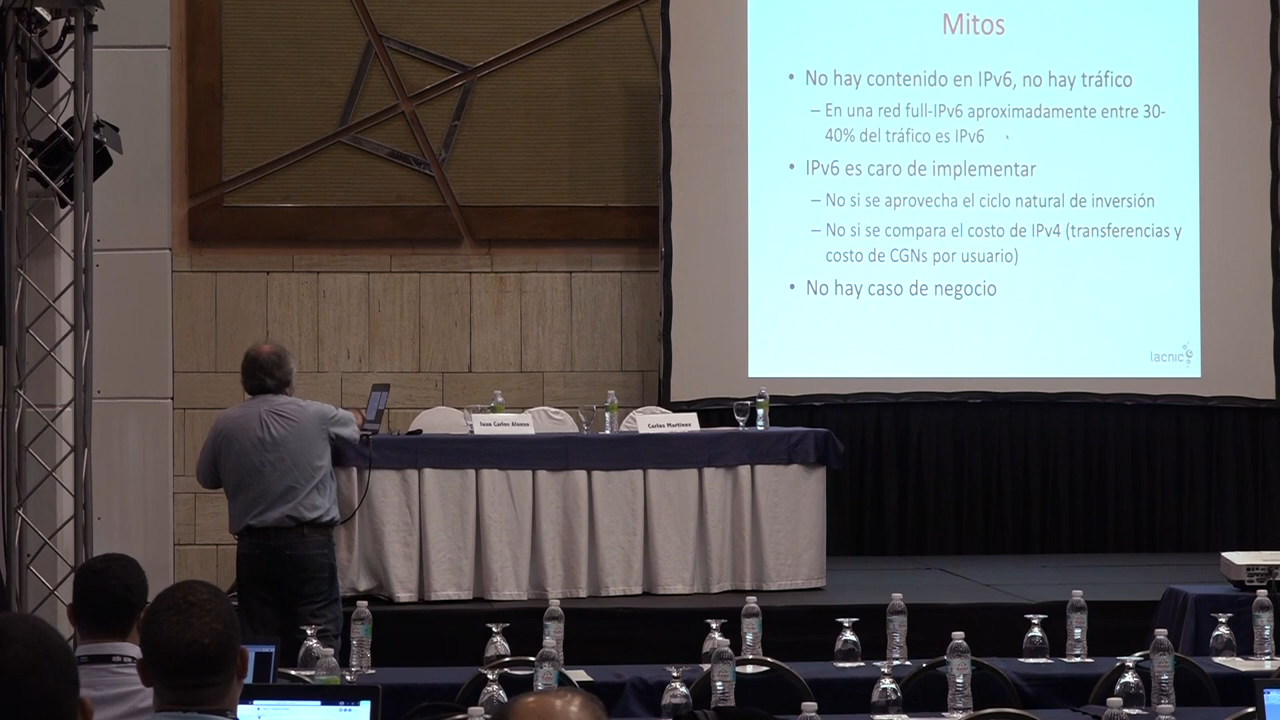 Mitos
• No hay contenido en IPv6, no hay tráfico
– En una red full-IPv6 aproximadamente entre 30-
40% del tráfico es IPv6
• IPv6 es caro de implementar
– No si se aprovecha el ciclo natural de inversión
– No si se compara el costo de IPv4 (transferencias y
costo de CGNs por usuario)
• No hay caso de negocio
lacnic
Juan Carlos Alonso
Carlos Martinez